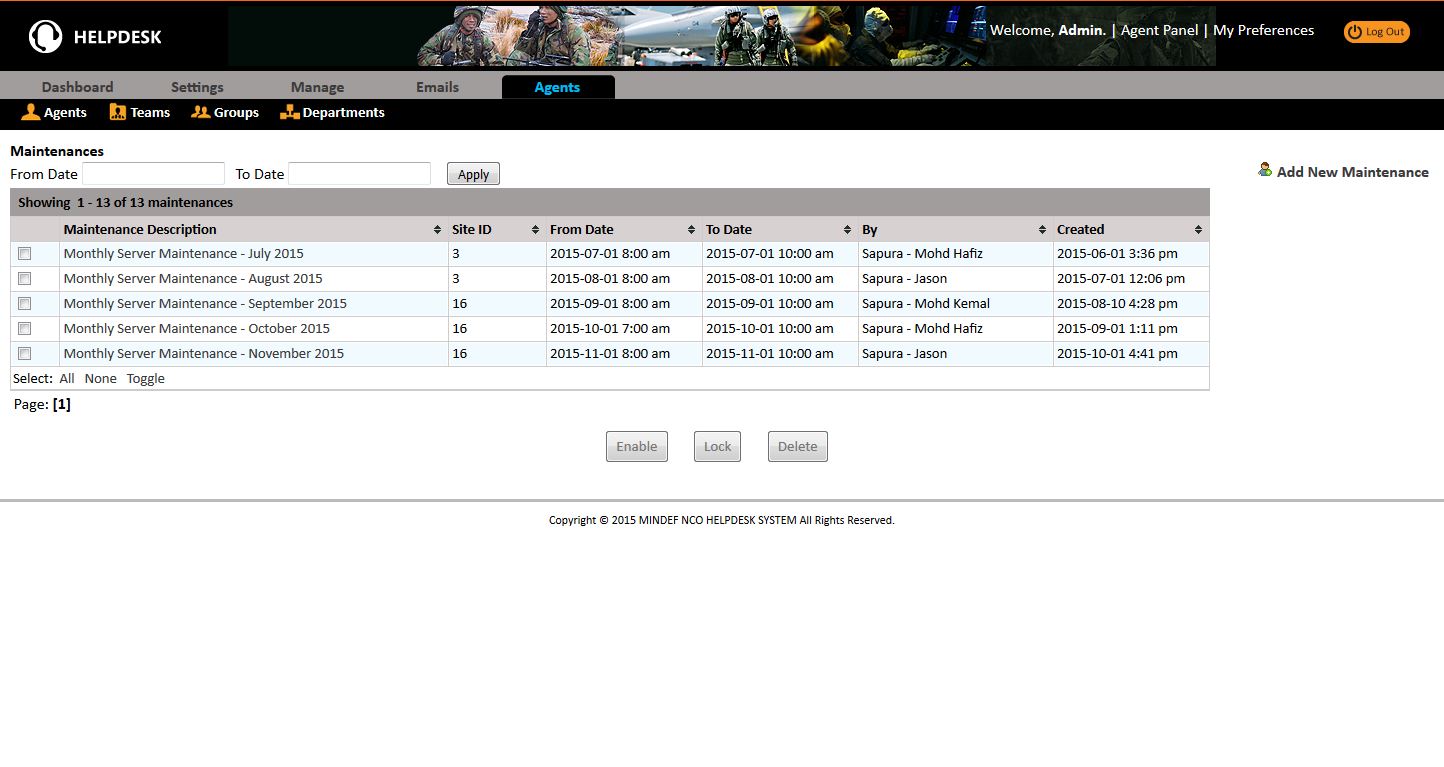 HELPDESK
Welcome, Admin. | Agent Panel | My Preferences
Log Out
Dashboard Settings Manage Emails Agents
Agents Teams Groups Departments
Maintenances
From Date To Date Apply
Add New Maintenance
Showing 1 - 13 of 13 maintenances
Maintenance Description Site ID From Date To Date By Created
Monthly Server Maintenance - July 2015 3 2015-07-01 8:00 am 2015-07-01 10:00 am Sapura - Mohd Hafiz 2015-06-01 3:36 pm
Monthly Server Maintenance - August 2015 3 2015-08-01 8:00 am 2015-08-01 10:00 am Sapura - Jason 2015-07-01 12:06 pm
Monthly Server Maintenance - September 2015 16 2015-09-01 8:00 am 2015-09-01 10:00 am Sapura - Mohd Kemal 2015-08-10 4:28 pm
Monthly Server Maintenance - October 2015 16 2015-10-01 7:00 am 2015-10-01 10:00 am Sapura - Mohd Hafiz 2015-09-01 1:11 pm
Monthly Server Maintenance - November 2015 16 2015-11-01 8:00 am 2015-11-01 10:00 am Sapura - Jason 2015-10-01 4:41 pm
Select: All None Toggle
Page: [1]
Enable Lock Delete
Copyright © 2015 MINDEF NCO HELPDESK SYSTEM All Rights Reserved.